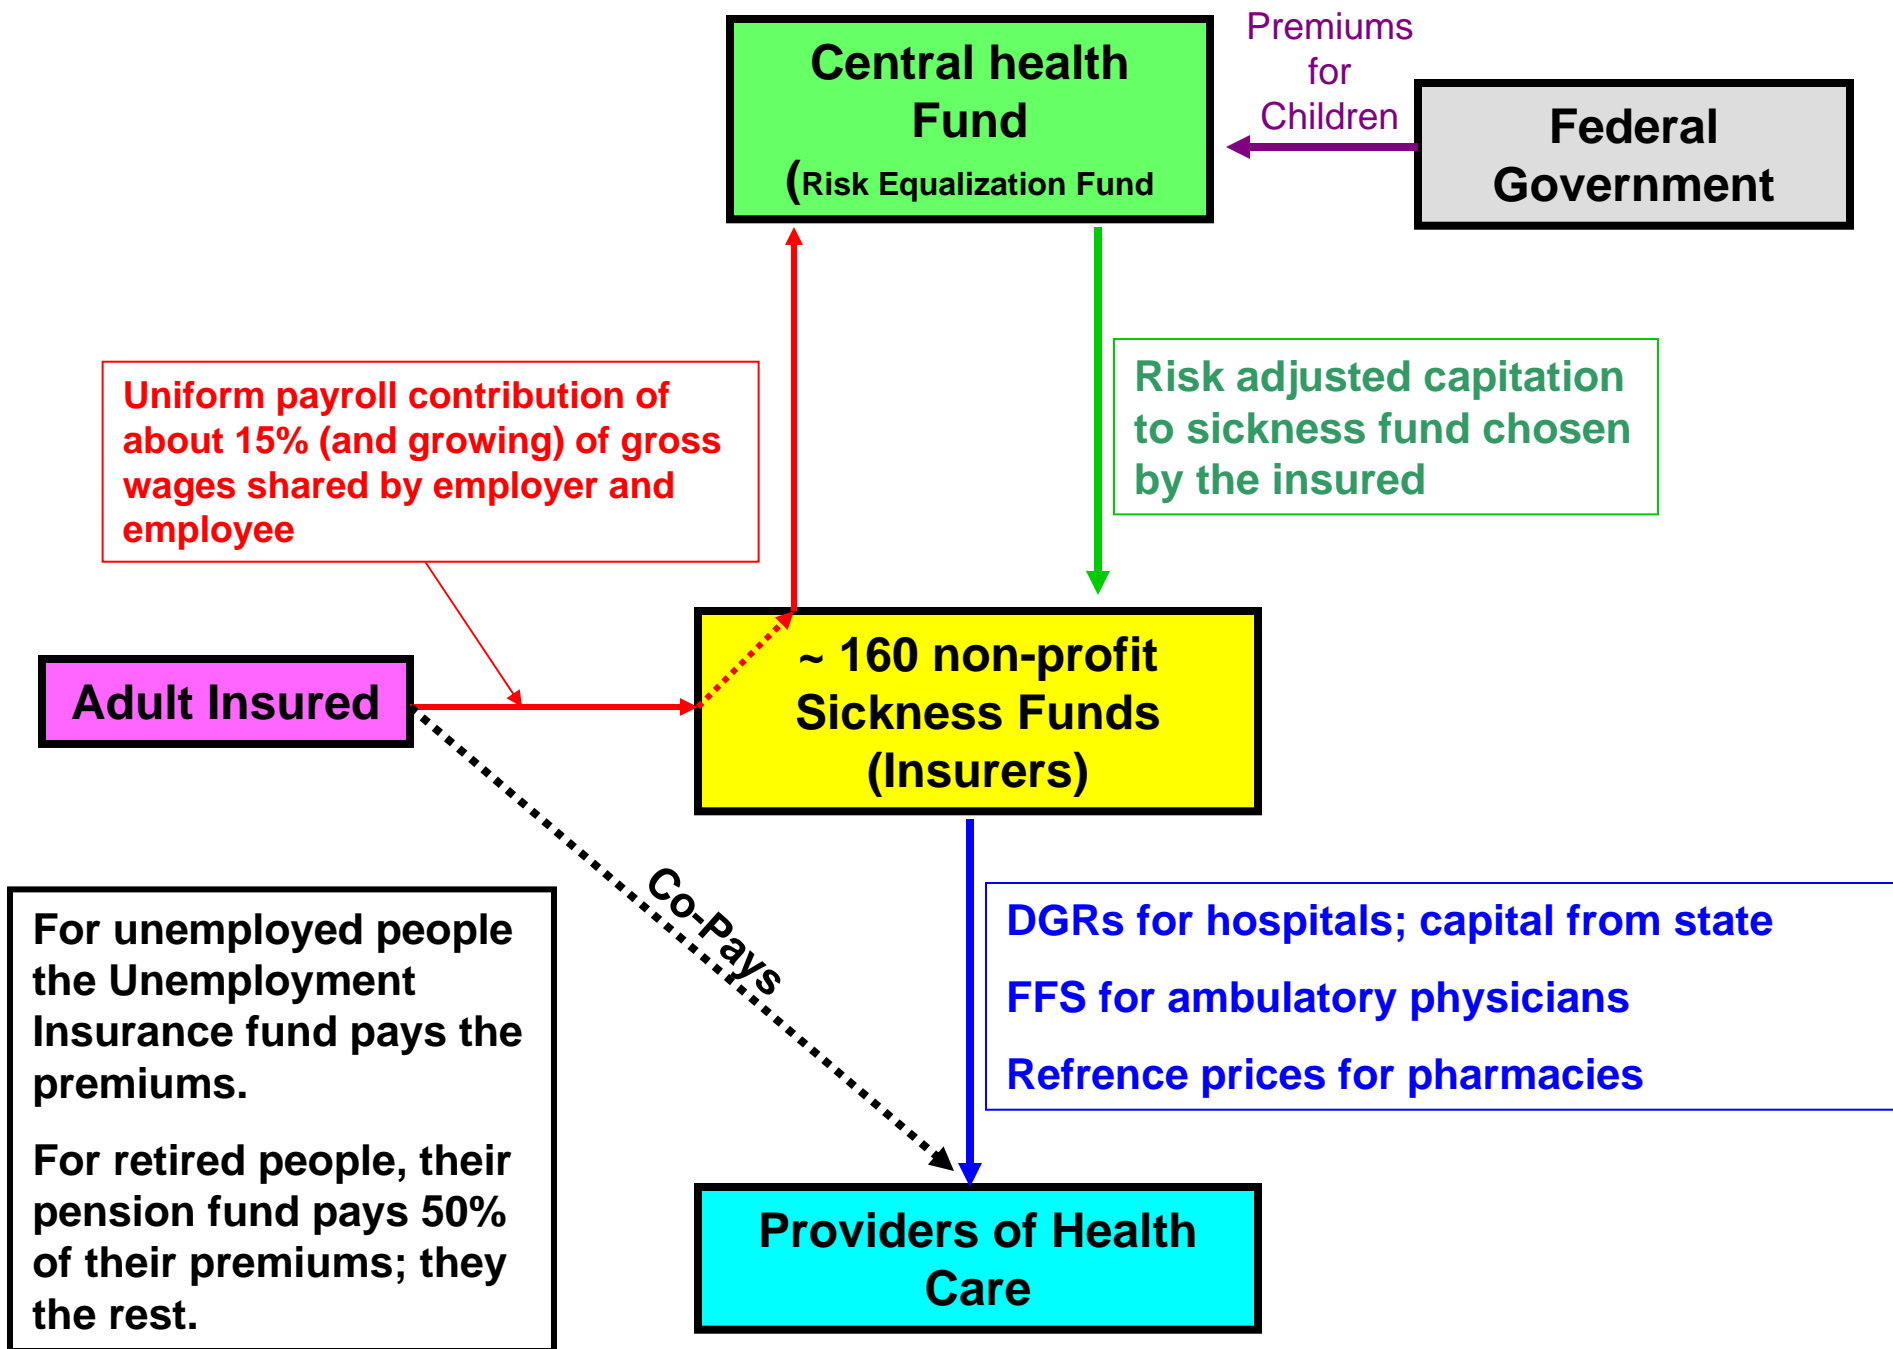 Central health
Fund
(Risk Equalization Fund
Premiums
for
Children
Federal
Government
Uniform payroll contribution of
about 15% (and growing) of gross
wages shared by employer and
employee
Risk adjusted capitation
to sickness fund chosen
by the insured
Adult Insured
~ 160 non-profit
Sickness Funds
(Insurers)
Co-Pays
For unemployed people
the Unemployment
Insurance fund pays the
premiums.
For retired people, their
pension fund pays 50%
of their premiums; they
the rest.
DGRs for hospitals; capital from state
FFS for ambulatory physicians
Refrence prices for pharmacies
Providers of Health
Care